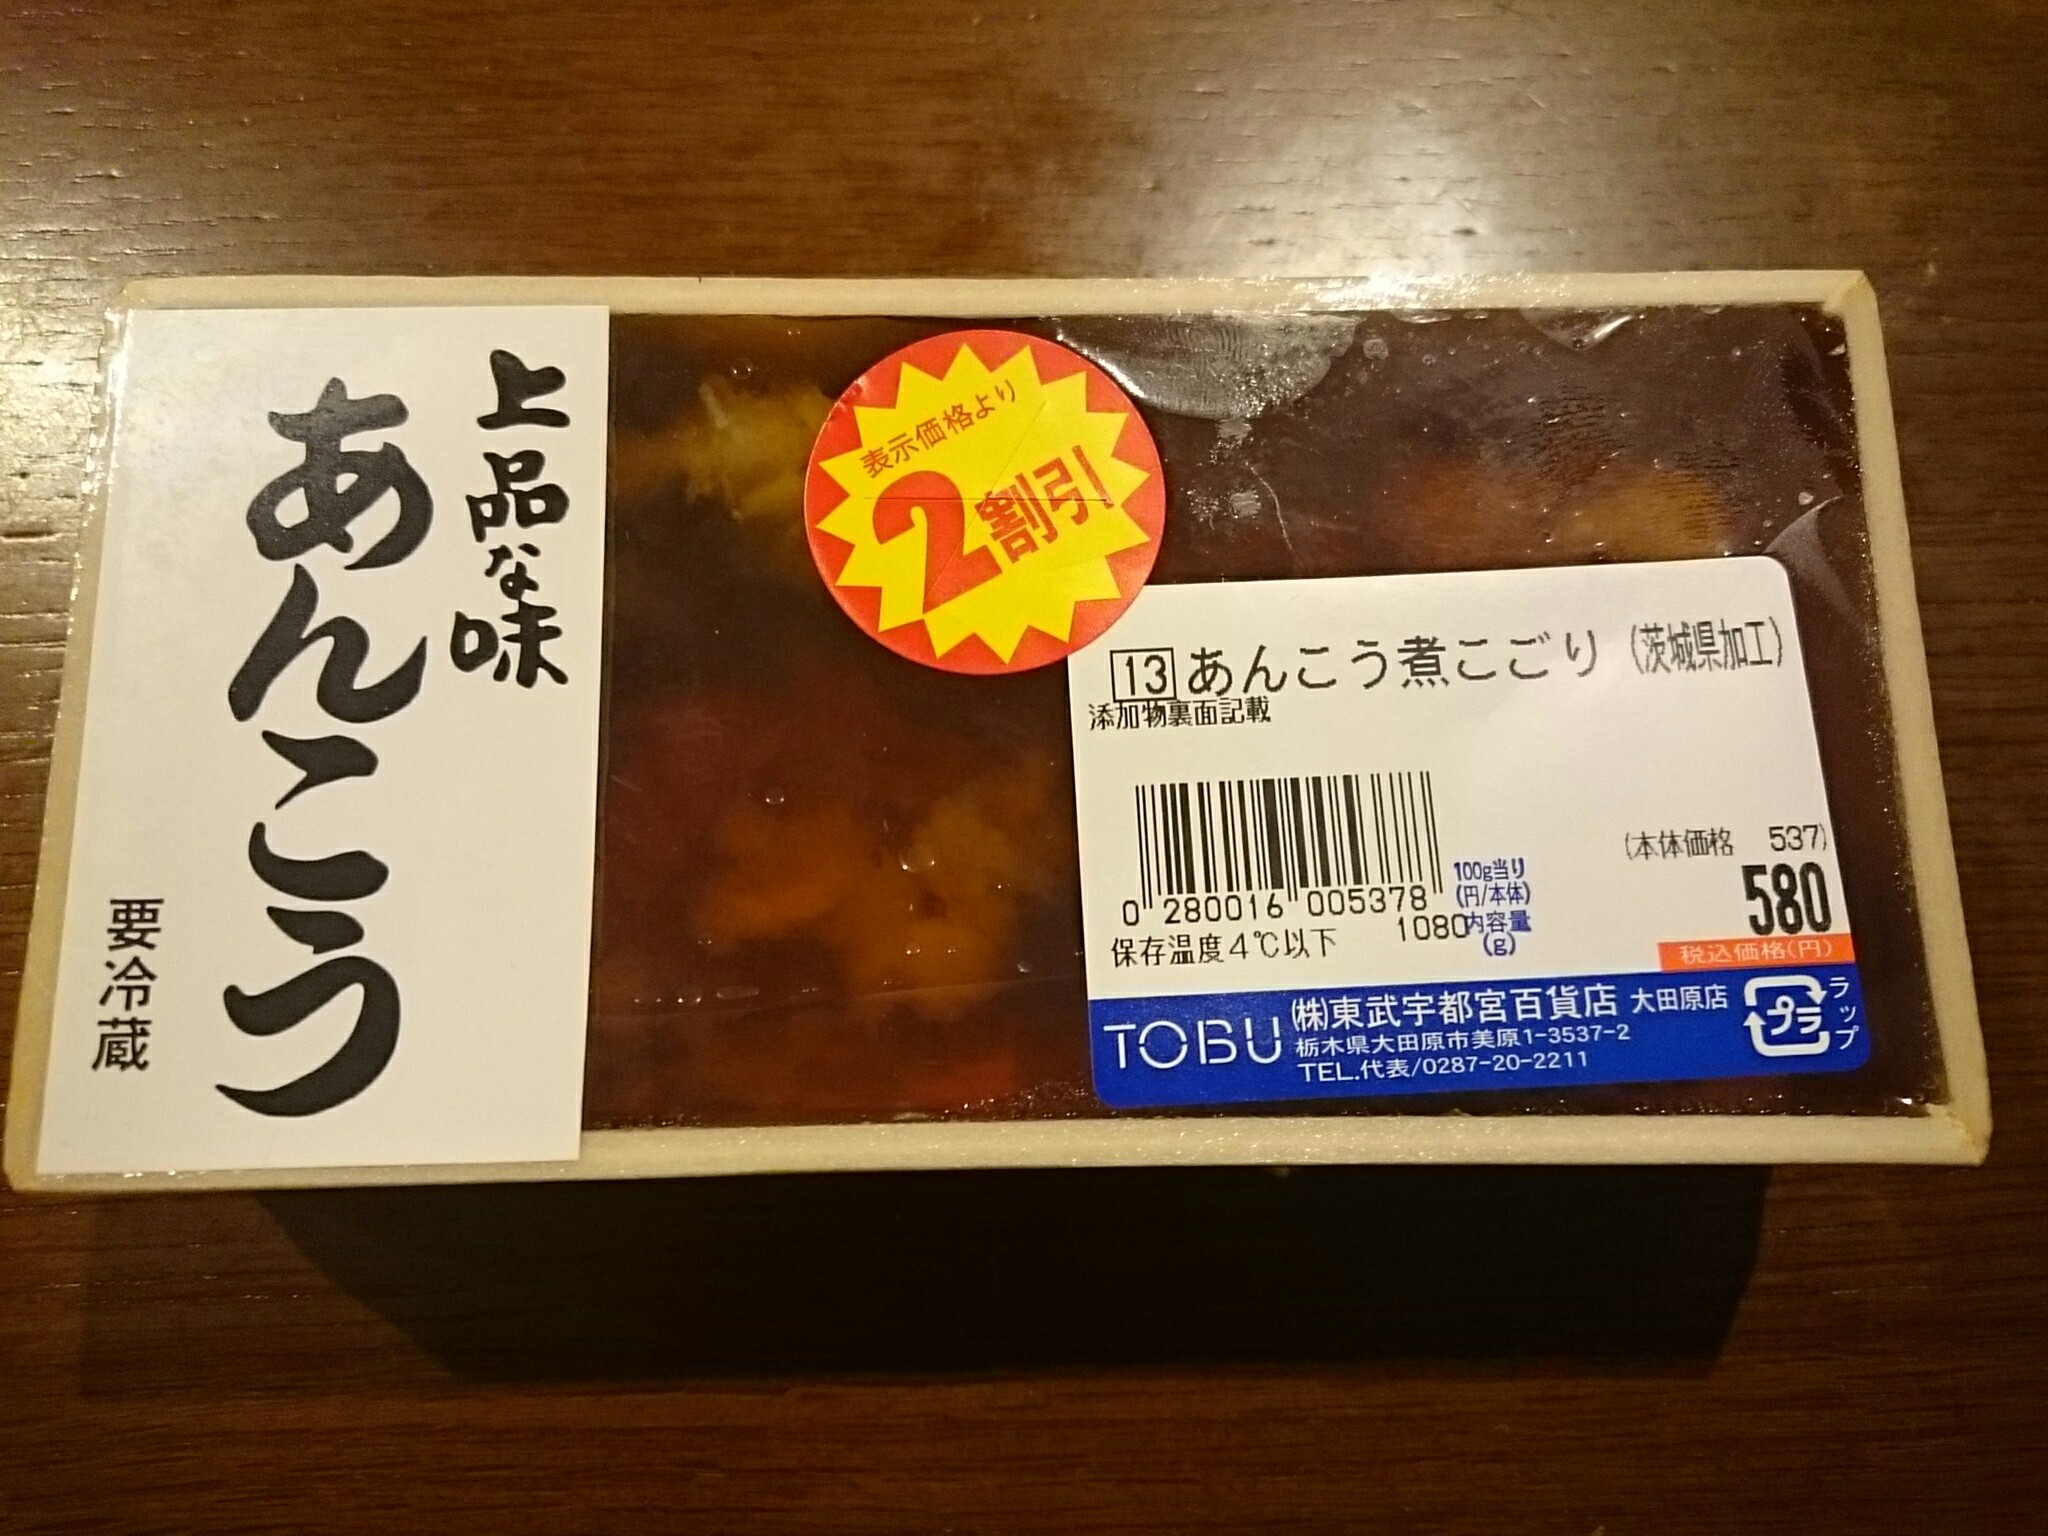 上品な味
あんこう
要冷蔵
表示価格より
2割引
13 あんこう煮こごり (茨城県加工)
添加物裏面記載
0 280016 005378
1080
保存温度4℃以下
100g当り
(円/本体)
内容量
(g)
(本体価格 537)
580
税込価格(円)
TOBU
㈱東武宇都宮百貨店 大田原店
栃木県大田原市美原1-3537-2
TEL.代表/0287-20-2211
プラ
ラップ